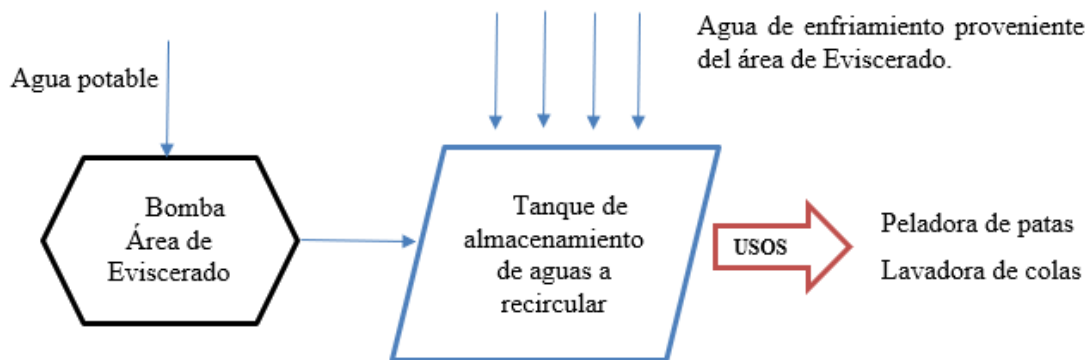 Agua potable
Agua de enfriamiento proveniente
del área de Eviscerado.
Bomba
Área de
Eviscerado
Tanque de
almacenamiento
de aguas a
recircular
USOS
Peladora de patas
Lavadora de colas